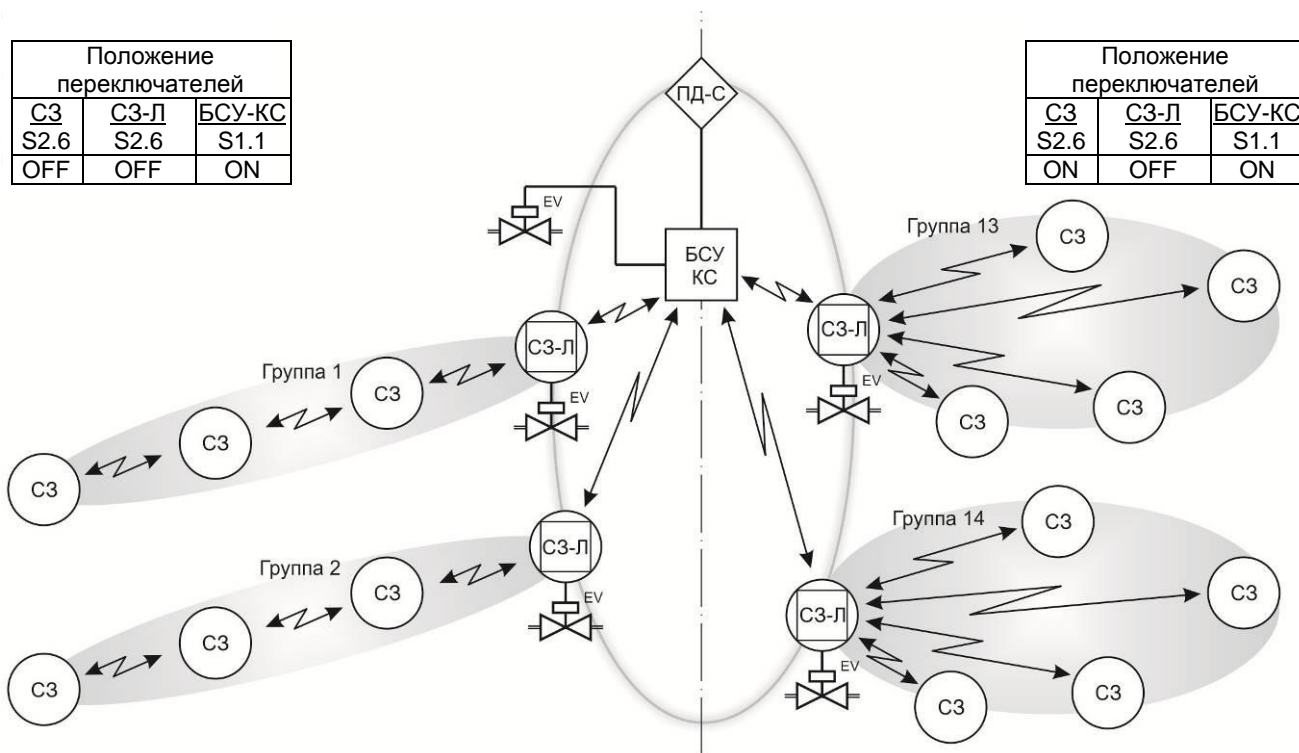 Положение
переключателей
СЗ СЗ-Л БСУ-КС
S2.6 S2.6 S1.1
OFF OFF ON
Положение
переключателей
СЗ СЗ-Л БСУ-КС
S2.6 S2.6 S1.1
ON OFF ON
ПД-С
EV
БСУ
КС
Группа 13
СЗ
СЗ
СЗ-Л
EV
СЗ
СЗ
СЗ-Л
EV
Группа 1
СЗ
СЗ
СЗ
СЗ-Л
EV
Группа 2
СЗ
СЗ
СЗ
Группа 14
СЗ
СЗ
СЗ-Л
EV
СЗ
СЗ